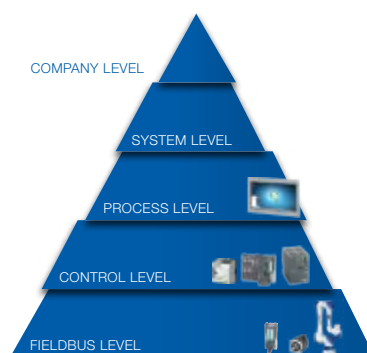 COMPANY LEVEL
SYSTEM LEVEL
PROCESS LEVEL
CONTROL LEVEL
FIELDBUS LEVEL